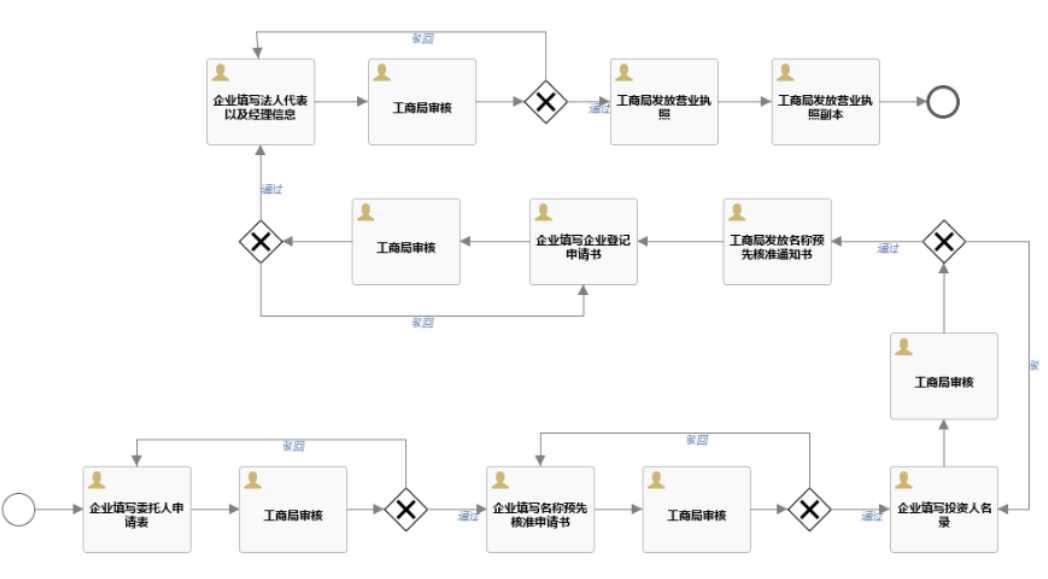 驳回
企业填写法人代表
以及经理信息
工商局审核
通过
工商局发放营业执
照
工商局发放营业执
照副本
通过
工商局审核
企业填写企业登记
申请书
工商局发放名称预
先核准通知书
通过
驳回
工商局审核
驳回
驳回
企业填写委托人申
请表
工商局审核
通过
企业填写名称预先
核准申请书
工商局审核
通过
企业填写投资人名
录